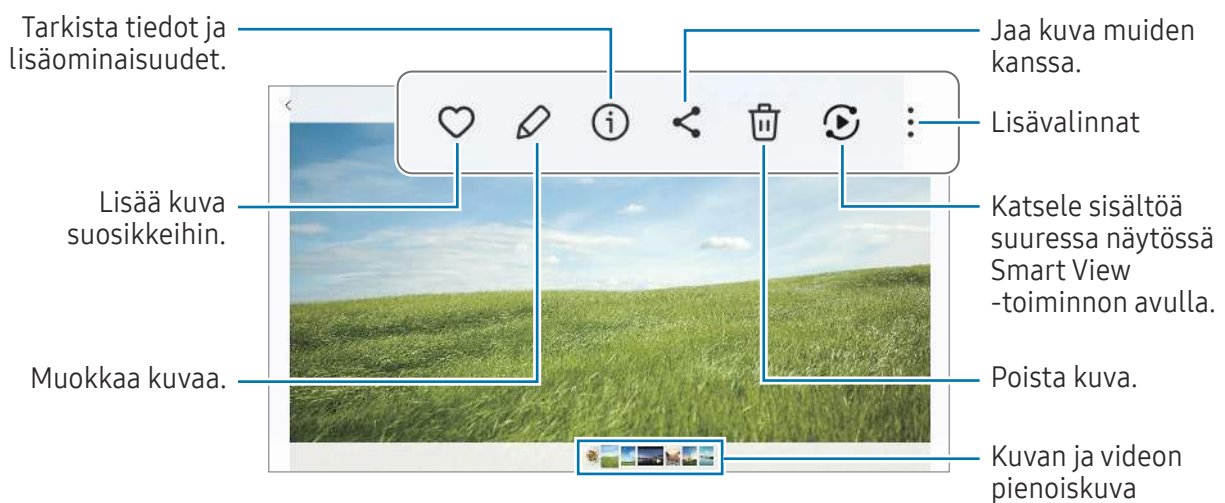 Tarkista tiedot ja
lisäominaisuudet.
Lisää kuva
suosikkeihin.
Muokkaa kuvaa.
Jaa kuva muiden
kanssa.
Lisävalinnat
Katsele sisältöä
suuressa näytössä
Smart View
-toiminnon avulla.
Poista kuva.
Kuvan ja videon
pienoiskuva